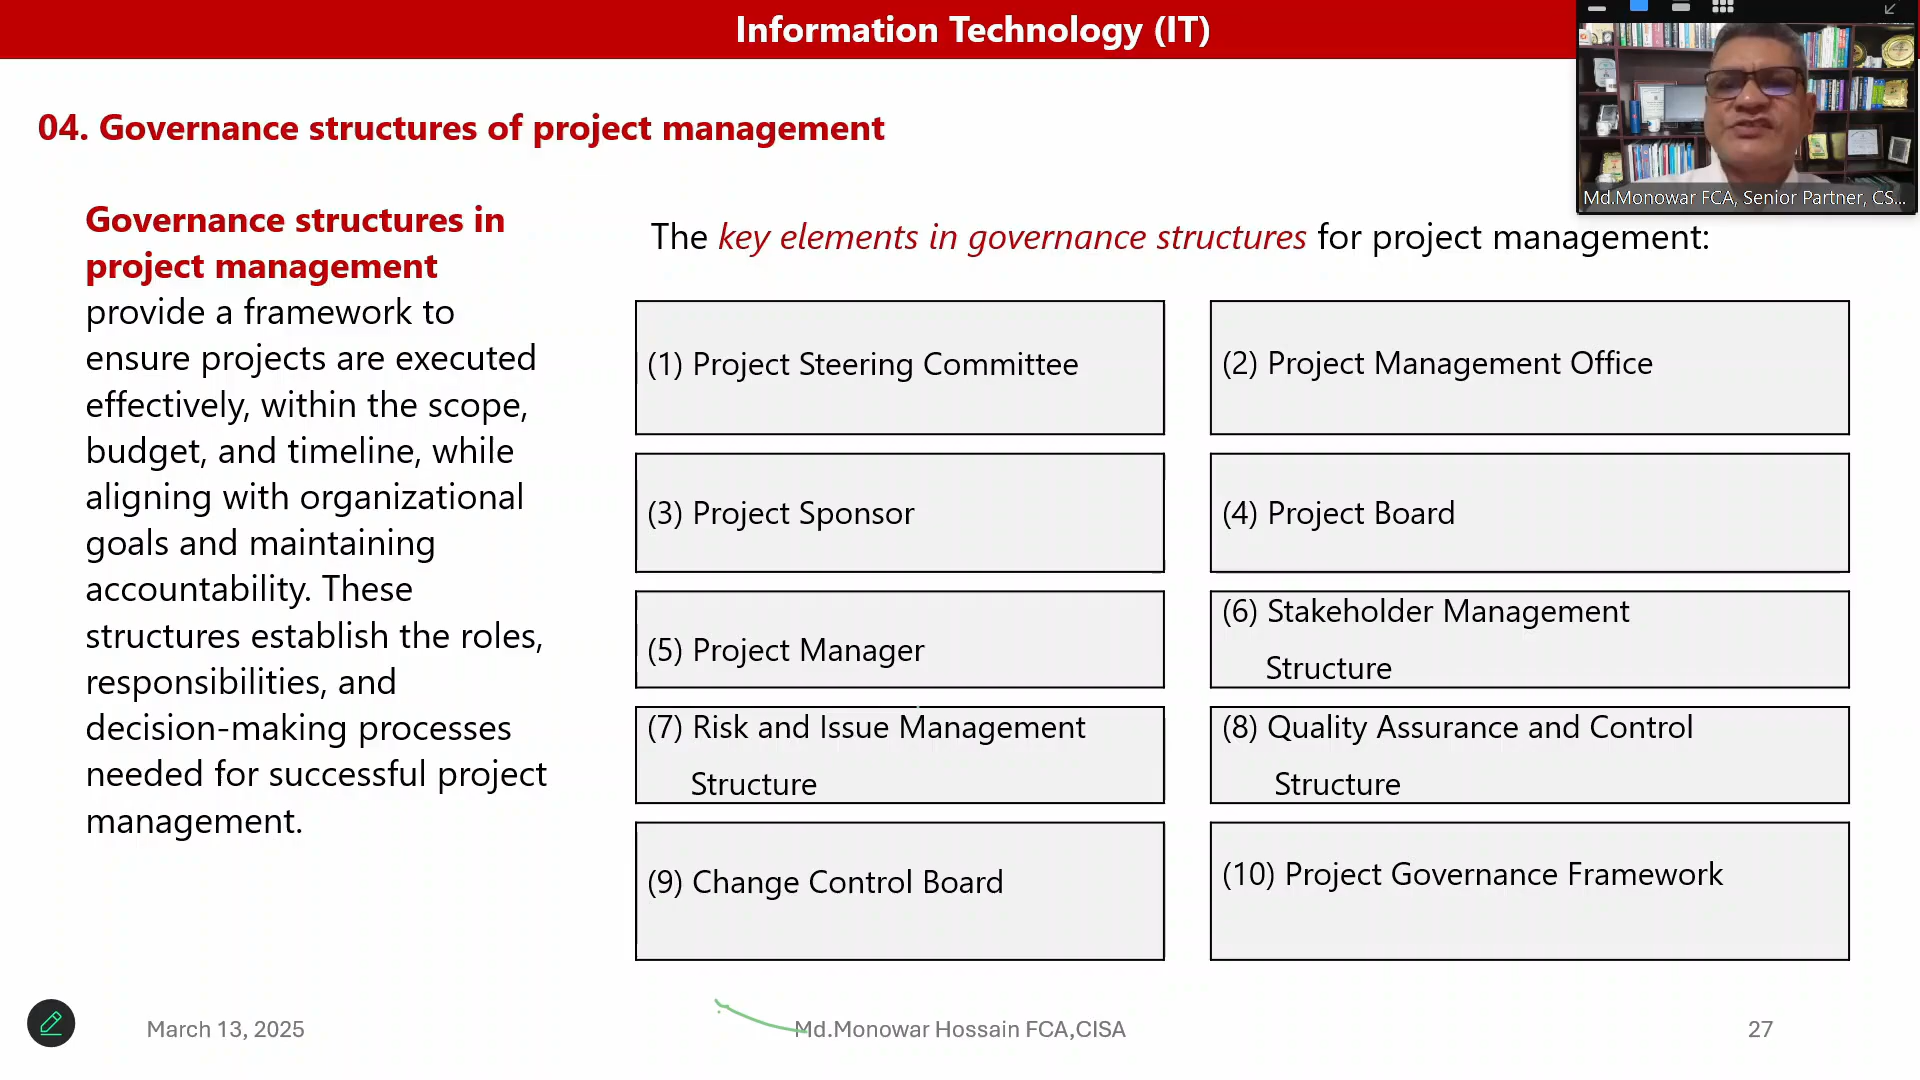 Information Technology (IT)
Md.Monowar FCA, Senior Partner, CS...
04. Governance structures of project management
Governance structures in
project management
provide a framework to
ensure projects are executed
effectively, within the scope,
budget, and timeline, while
aligning with organizational
goals and maintaining
accountability. These
structures establish the roles,
responsibilities, and
decision-making processes
needed for successful project
management.
The key elements in governance structures for project management:
(1) Project Steering Committee
(2) Project Management Office
(3) Project Sponsor
(4) Project Board
(5) Project Manager
(6) Stakeholder Management
Structure
(7) Risk and Issue Management
Structure
(8) Quality Assurance and Control
Structure
(9) Change Control Board
(10) Project Governance Framework
March 13, 2025
Md.Monowar Hossain FCA,CISA
27